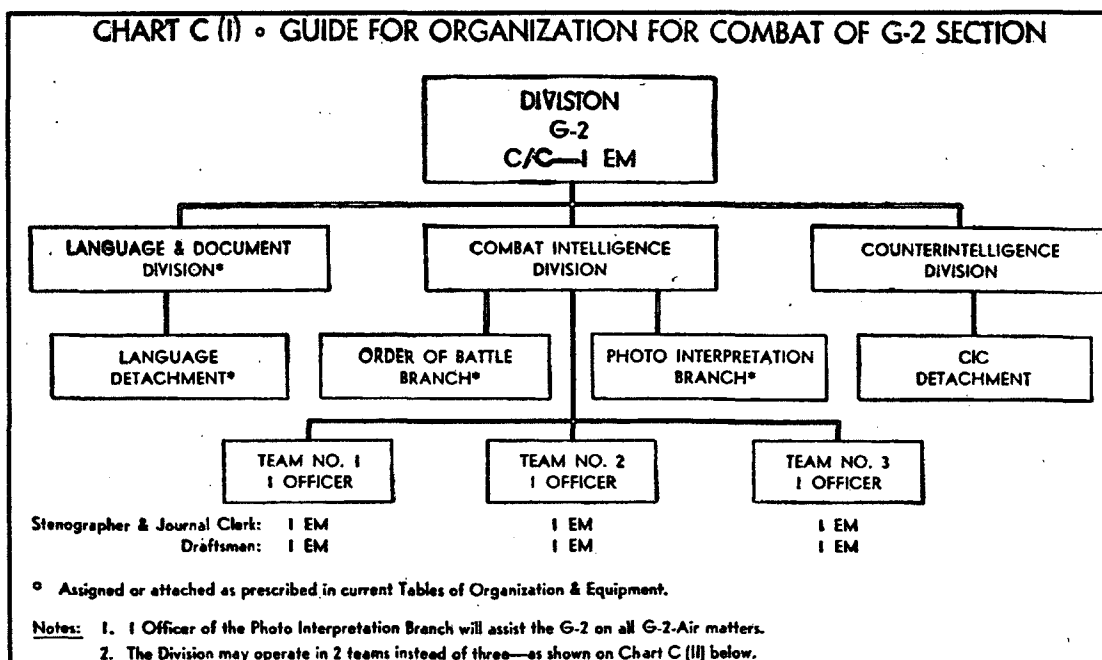 CHART C (I) ° GUIDE FOR ORGANIZATION FOR COMBAT OF G-2 SECTION
DIVISION
G-2
C/C—1 EM
LANGUAGE & DOCUMENT
DIVISION*
COMBAT INTELLIGENCE
DIVISION
COUNTERINTELLIGENCE
DIVISION
LANGUAGE
DETACHMENT*
ORDER OF BATTLE
BRANCH*
PHOTO INTERPRETATION
BRANCH*
CIC
DETACHMENT
TEAM NO. 1
1 OFFICER
TEAM NO. 2
1 OFFICER
TEAM NO. 3
1 OFFICER
Stenographer & Journal Clerk: 1 EM 1 EM 1 EM
Draftsman: 1 EM 1 EM 1 EM
* Assigned or attached as prescribed in current Tables of Organization & Equipment.
Notes: 1. 1 Officer of the Photo Interpretation Branch will assist the G-2 on all G-2-Air matters.
2. The Division may operate in 2 teams instead of three—as shown on Chart C (II) below.